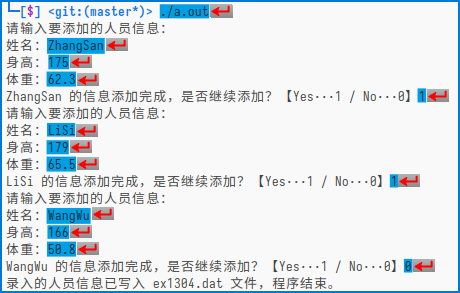 [$] <git:(master*)> ./a.out
请输入要添加的人员信息:
姓名: ZhangSan
身高: 175
体重: 62.3
ZhangSan 的信息添加完成, 是否继续添加? 【Yes···1 / No···0】1
请输入要添加的人员信息:
姓名: LiSi
身高: 179
体重: 65.5
LiSi 的信息添加完成, 是否继续添加? 【Yes···1 / No···0】1
请输入要添加的人员信息:
姓名: WangWu
身高: 166
体重: 50.8
WangWu 的信息添加完成, 是否继续添加? 【Yes···1 / No···0】0
录入的人员信息已写入 ex1304.dat 文件, 程序结束。